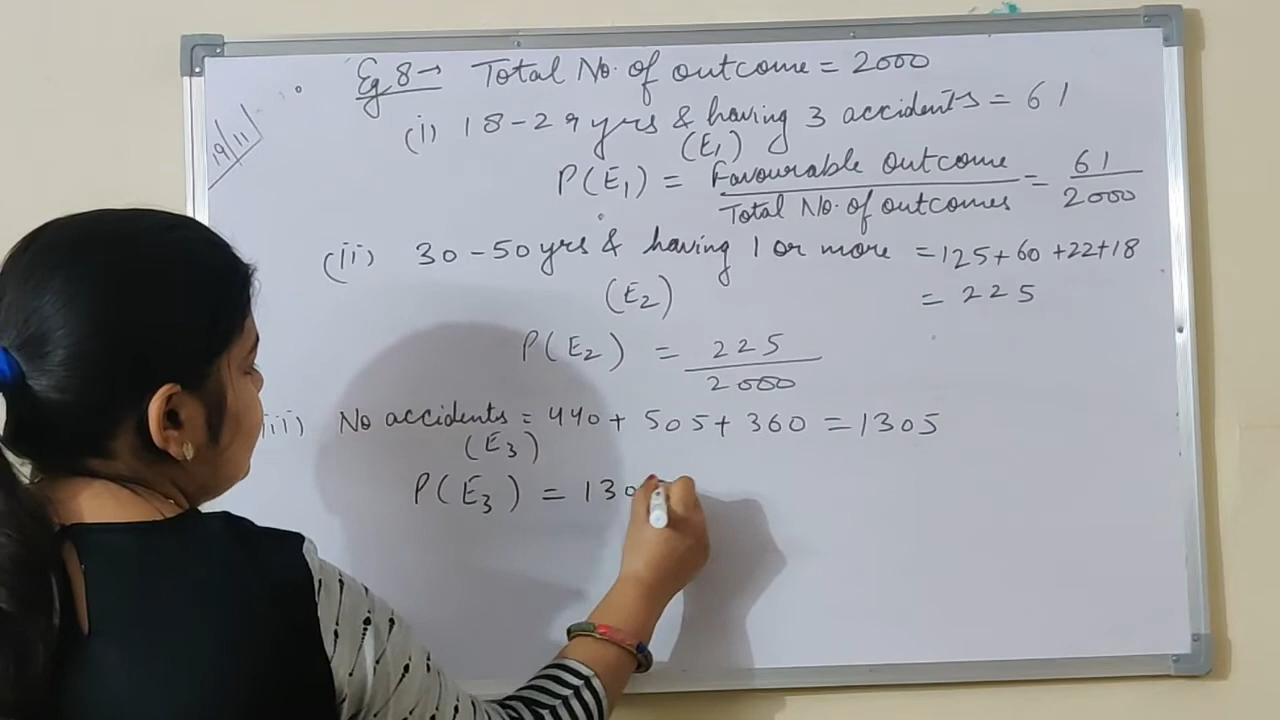 19/11/
Eg 8→ Total No. of outcome = 2000
(i) 18-29 yrs & having 3 accidents = 61
(E₁)
P(E₁) = Favourable outcome / Total No. of outcomes = 61/2000
(ii) 30-50 yrs & having 1 or more = 125+60+22+18
(E₂) = 225
P(E₂) = 225/2000
iii) No accidents = 440+ 505+ 360 = 1305
(E₃)
P(E₃) = 130